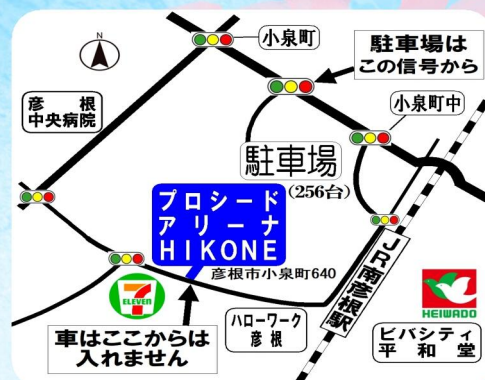 N
小泉町
駐車場は
この信号から
彦根
中央病院
小泉町中
駐車場
(256台)
プロシード
アリーナ
HIKONE
彦根市小泉町640
JR南彦根駅
7
ELEVEN
車はここからは
入れません
ハローワーク
彦根
HEIWADO
ビバシティ
平和堂